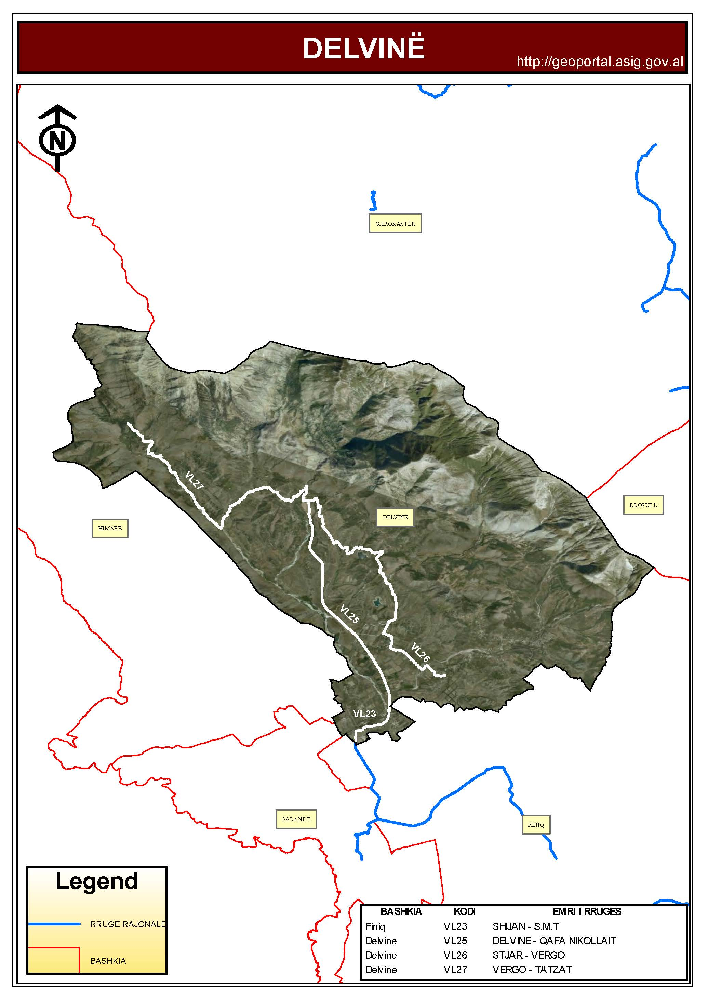 DELVINË
http://geoportal.asig.gov.al
N
GJIROKASTËR
VL27
DROPULL
DELVINË
HIMARË
VL25
VL26
VL23
SARANDË
FINIQ
Legend
RRUGE RAJONALE
BASHKIA
BASHKIA KODI EMRI I RRUGES
Finiq VL23 SHIJAN - S.M.T
Delvine VL25 DELVINE - QAFA NIKOLLAIT
Delvine VL26 STJAR - VERGO
Delvine VL27 VERGO - TATZAT